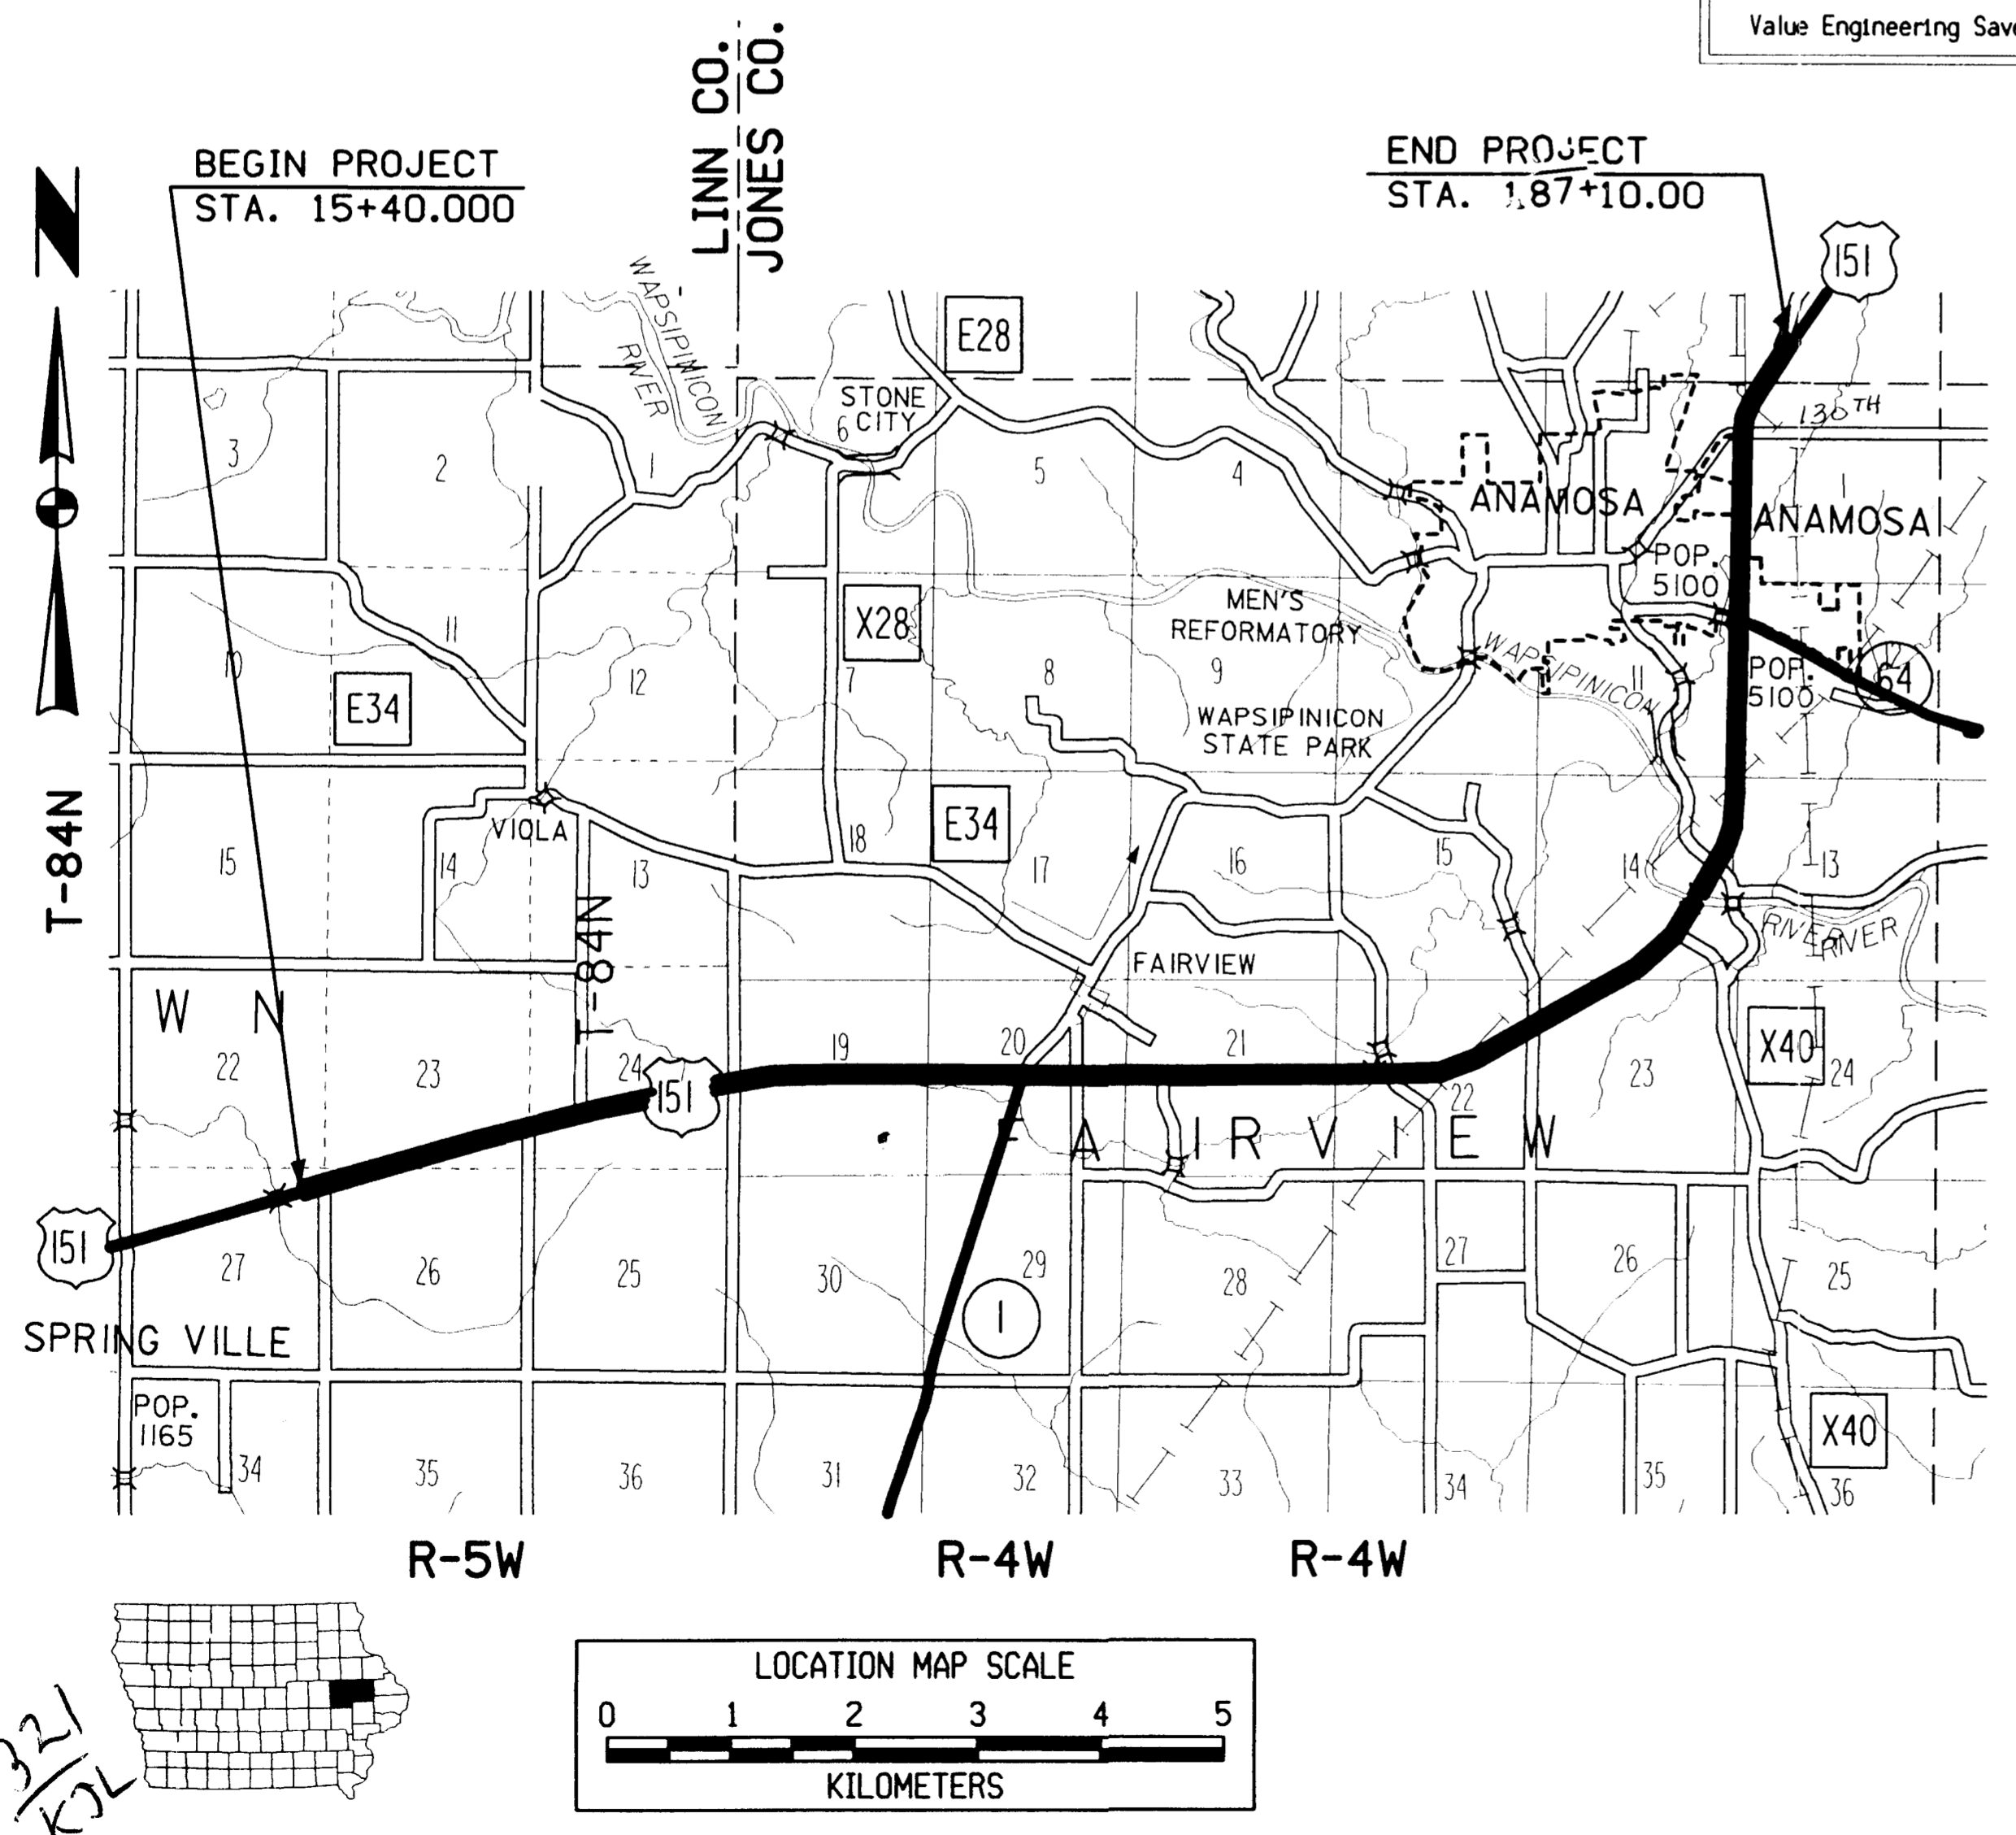 Value Engineering Save
LINN CO.
JONES CO.
BEGIN PROJECT
STA. 15+40.000
END PROJECT
STA. 187+10.00
N
151
WAPSIPINICON
RIVER
E28
STONE
CITY
130TH
3
2
1
6
5
4
1
ANAMOSA
ANAMOSA
POP.
5100
MEN'S
REFORMATORY
X28
WAPSIPINICON
10
11
12
7
8
9
11
12
POP.
5100
64
E34
WAPSIPINICON
STATE PARK
T-84N
VIOLA
E34
15
14
13
18
17
16
15
14
13
T-84N
FAIRVIEW
RIVER
RIVER
W N
22
23
24
19
20
21
22
23
X40
24
151
FAIRVIEW
151
27
26
25
30
29
28
27
26
25
1
SPRING VILLE
POP.
1165
X40
34
35
36
31
32
33
34
35
36
R-5W
R-4W
R-4W
LOCATION MAP SCALE
0 1 2 3 4 5
KILOMETERS
321
KJL